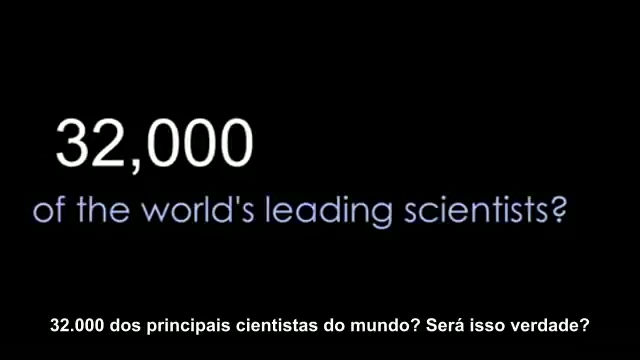 32,000
of the world's leading scientists?
32.000 dos principais cientistas do mundo? Será isso verdade?